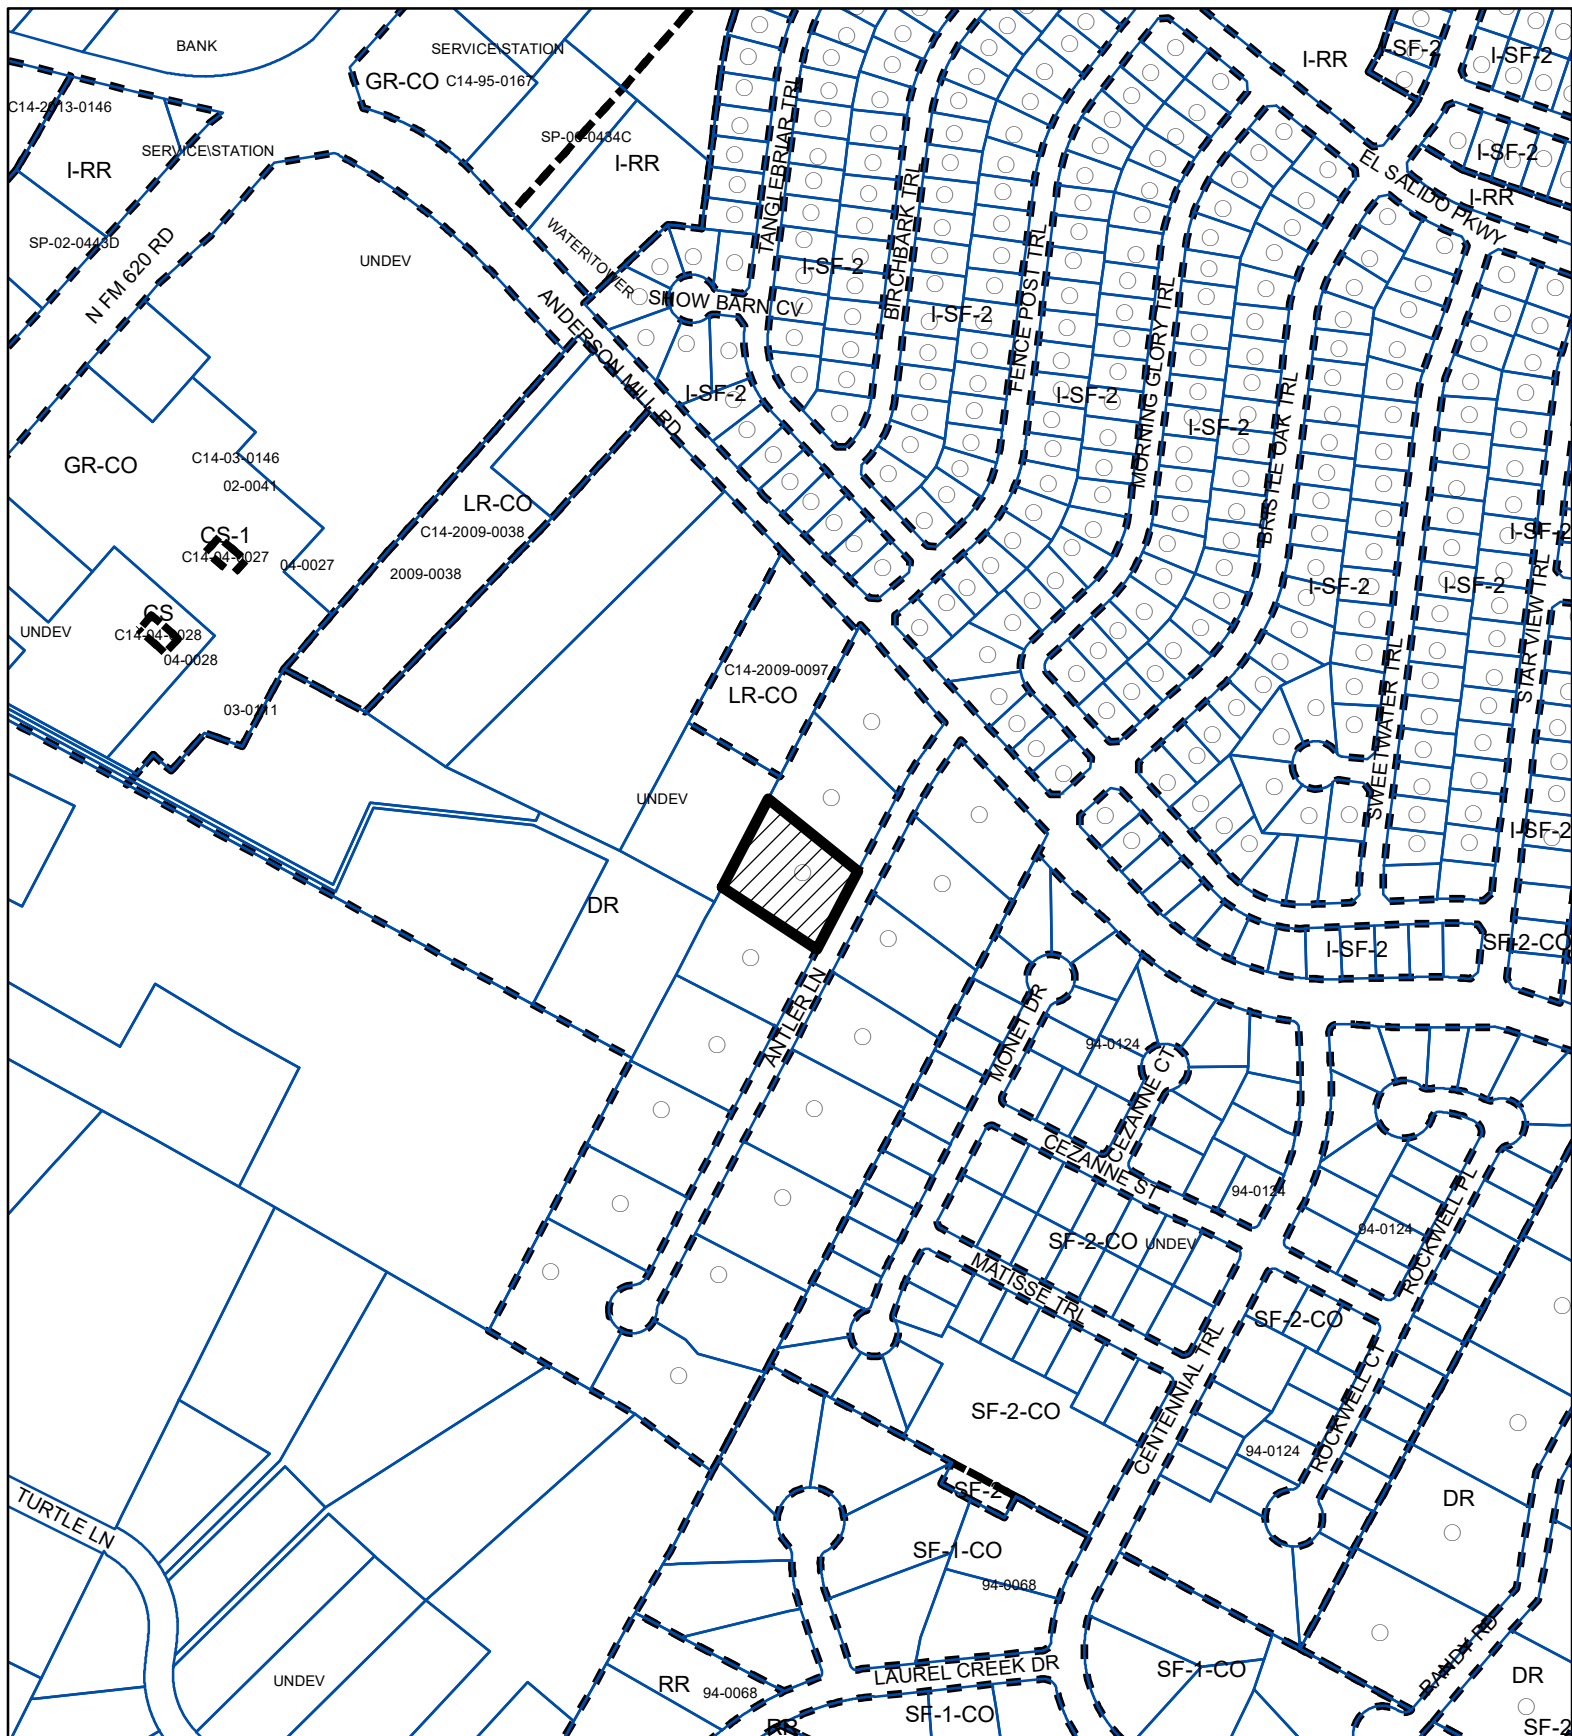 BANK
SERVICE\STATION
GR-CO
C14-95-0167
I-RR
I-SF-2
I-SF-2
C14-2013-0146
SERVICE\STATION
SP-06-0434C
I-RR
I-RR
I-SF-2
EL SALIDO PKWY
I-RR
SP-02-0443D
N FM 620 RD
UNDEV
WATER\TOWER
TANGLEBRIAR TRL
I-SF-2
BIRCHBARK TRL
SHOW BARN CV
I-SF-2
FENCE POST TRL
MORNING GLORY TRL
ANDERSON MILL RD
I-SF-2
I-SF-2
I-SF-2
BRISTLE OAK TRL
GR-CO
C14-03-0146
02-0041
LR-CO
C14-2009-0038
2009-0038
CS-1
C14-04-0027
04-0027
I-SF-2
I-SF-2
I-SF-2
CS
UNDEV
C14-04-0028
04-0028
C14-2009-0097
LR-CO
SWEETWATER TRL
STAR VIEW TRL
03-0111
UNDEV
I-SF-2
DR
I-SF-2
SF-2-CO
ANTLER LN
MONET DR
94-0124
CEZANNE CT
CEZANNE ST
94-0124
94-0124
ROCKWELL PL
SF-2-CO
UNDEV
MATISSE TRL
SF-2-CO
CENTENNIAL TRL
ROCKWELL CT
SF-2-CO
94-0124
SF-2
DR
TURTLE LN
SF-1-CO
94-0068
RANDY RD
LAUREL CREEK DR
SF-1-CO
DR
UNDEV
RR
94-0068
SF-1-CO
RR
SF-2